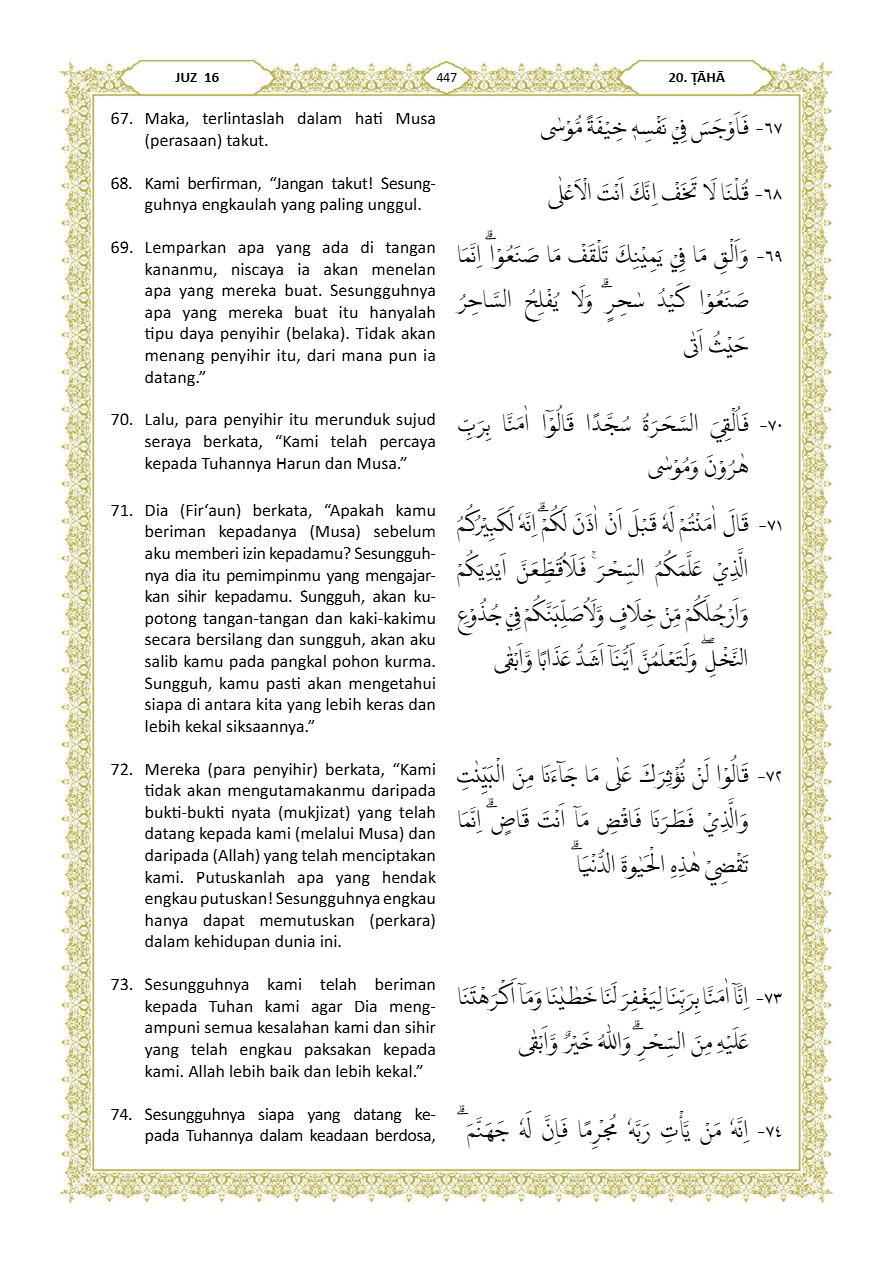 JUZ 16
447
20. ṬĀHĀ
67. Maka, terlintaslah dalam hati Musa
(perasaan) takut.
٦٧- فَاَوْجَسَ فِيْ نَفْسِهٖ خِيْفَةً مُّوْسٰى
68. Kami berfirman, “Jangan takut! Sesung-
guhnya engkaulah yang paling unggul.
٦٨- قُلْنَا لَا تَخَفْ اِنَّكَ اَنْتَ الْاَعْلٰى
69. Lemparkan apa yang ada di tangan
kananmu, niscaya ia akan menelan
apa yang mereka buat. Sesungguhnya
apa yang mereka buat itu hanyalah
tipu daya penyihir (belaka). Tidak akan
menang penyihir itu, dari mana pun ia
datang.”
٦٩- وَاَلْقِ مَا فِيْ يَمِيْنِكَ تَلْقَفْ مَا صَنَعُوْاۗ اِنَّمَا
صَنَعُوْا كَيْدُ سٰحِرٍۗ وَلَا يُفْلِحُ السَّاحِرُ
حَيْثُ اَتٰى
70. Lalu, para penyihir itu merunduk sujud
seraya berkata, “Kami telah percaya
kepada Tuhannya Harun dan Musa.”
٧٠- فَاُلْقِيَ السَّحَرَةُ سُجَّدًا قَالُوْٓا اٰمَنَّا بِرَبِّ
هٰرُوْنَ وَمُوْسٰى
71. Dia (Fir‘aun) berkata, “Apakah kamu
beriman kepadanya (Musa) sebelum
aku memberi izin kepadamu? Sesungguh-
nya dia itu pemimpinmu yang mengajar-
kan sihir kepadamu. Sungguh, akan ku-
potong tangan-tangan dan kaki-kakimu
secara bersilang dan sungguh, akan aku
salib kamu pada pangkal pohon kurma.
Sungguh, kamu pasti akan mengetahui
siapa di antara kita yang lebih keras dan
lebih kekal siksaannya.”
٧١- قَالَ اٰمَنْتُمْ لَهٗ قَبْلَ اَنْ اٰذَنَ لَكُمْۗ اِنَّهٗ لَكَبِيْرُكُمُ
الَّذِيْ عَلَّمَكُمُ السِّحْرَۚ فَلَاُقَطِّعَنَّ اَيْدِيَكُمْ
وَاَرْجُلَكُمْ مِّنْ خِلَافٍ وَّلَاُصَلِّبَنَّكُمْ فِيْ جُذُوْعِ
النَّخْلِۖ وَلَتَعْلَمُنَّ اَيُّنَآ اَشَدُّ عَذَابًا وَّاَبْقٰى
72. Mereka (para penyihir) berkata, “Kami
tidak akan mengutamakanmu daripada
bukti-bukti nyata (mukjizat) yang telah
datang kepada kami (melalui Musa) dan
daripada (Allah) yang telah menciptakan
kami. Putuskanlah apa yang hendak
engkau putuskan! Sesungguhnya engkau
hanya dapat memutuskan (perkara)
dalam kehidupan dunia ini.
٧٢- قَالُوْا لَنْ نُّؤْثِرَكَ عَلٰى مَا جَاۤءَنَا مِنَ الْبَيِّنٰتِ
وَالَّذِيْ فَطَرَنَا فَاقْضِ مَآ اَنْتَ قَاضٍۗ اِنَّمَا
تَقْضِيْ هٰذِهِ الْحَيٰوةَ الدُّنْيَاۗ
73. Sesungguhnya kami telah beriman
kepada Tuhan kami agar Dia meng-
ampuni semua kesalahan kami dan sihir
yang telah engkau paksakan kepada
kami. Allah lebih baik dan lebih kekal.”
٧٣- اِنَّآ اٰمَنَّا بِرَبِّنَا لِيَغْفِرَ لَنَا خَطٰيٰنَا وَمَآ اَكْرَهْتَنَا
عَلَيْهِ مِنَ السِّحْرِۗ وَاللّٰهُ خَيْرٌ وَّاَبْقٰى
74. Sesungguhnya siapa yang datang ke-
pada Tuhannya dalam keadaan berdosa,
٧٤- اِنَّهٗ مَنْ يَّأْتِ رَبَّهٗ مُجْرِمًا فَاِنَّ لَهٗ جَهَنَّمَۗ